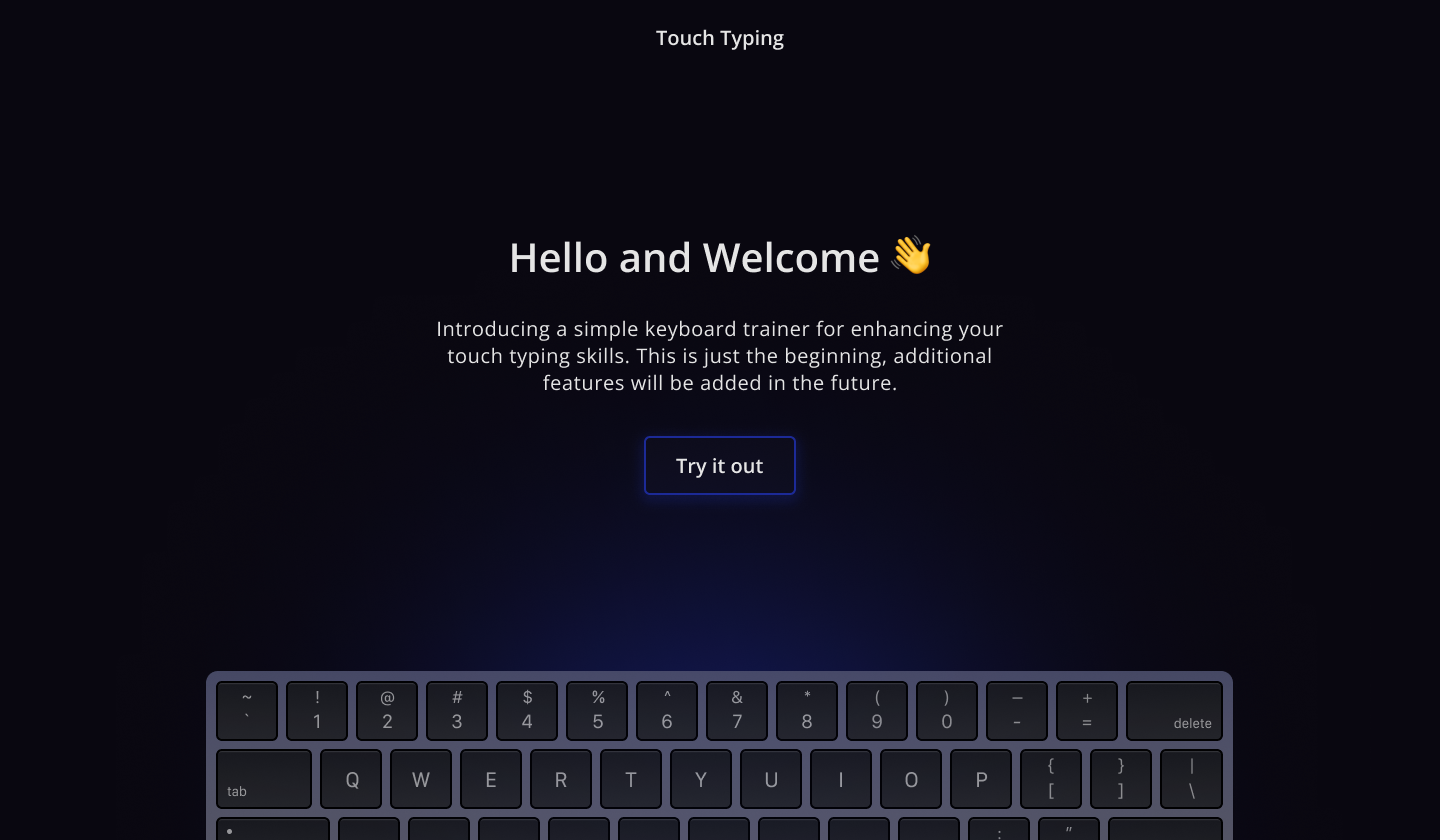 Touch Typing
Hello and Welcome 👋
Introducing a simple keyboard trainer for enhancing your
touch typing skills. This is just the beginning, additional
features will be added in the future.
Try it out
~ ! @ # $ % ^ & * ( ) — +
` 1 2 3 4 5 6 7 8 9 0 - = delete
{ } |
tab Q W E R T Y U I O P [ ] \
: ”